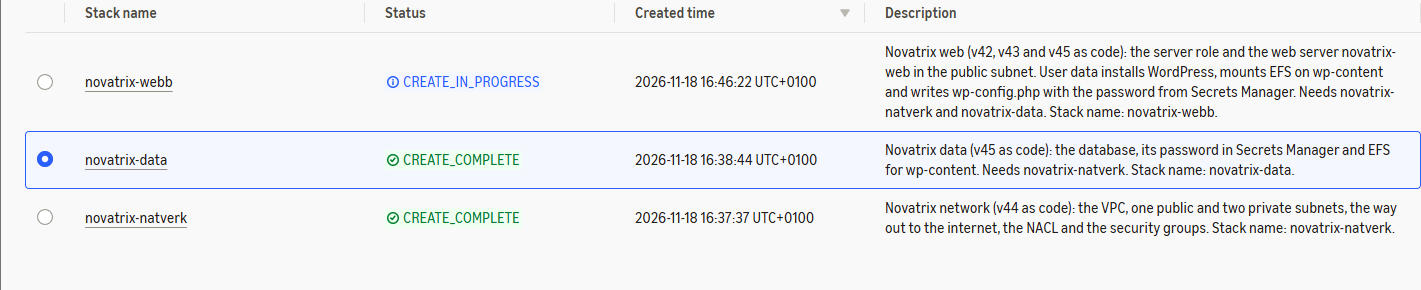 Stack name Status Created time Description
novatrix-webb CREATE_IN_PROGRESS 2026-11-18 16:46:22 UTC+0100 Novatrix web (v42, v43 and v45 as code): the server role and the web server novatrix-
web in the public subnet. User data installs WordPress, mounts EFS on wp-content
and writes wp-config.php with the password from Secrets Manager. Needs novatrix-
natverk and novatrix-data. Stack name: novatrix-webb.
novatrix-data CREATE_COMPLETE 2026-11-18 16:38:44 UTC+0100 Novatrix data (v45 as code): the database, its password in Secrets Manager and EFS
for wp-content. Needs novatrix-natverk. Stack name: novatrix-data.
novatrix-natverk CREATE_COMPLETE 2026-11-18 16:37:37 UTC+0100 Novatrix network (v44 as code): the VPC, one public and two private subnets, the way
out to the internet, the NACL and the security groups. Stack name: novatrix-natverk.